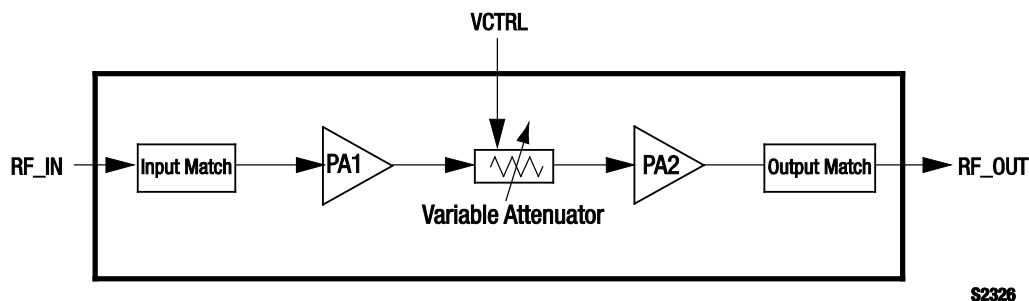 VCTRL
RF_IN
Input Match
PA1
PA2
Output Match
RF_OUT
Variable Attenuator
S2326